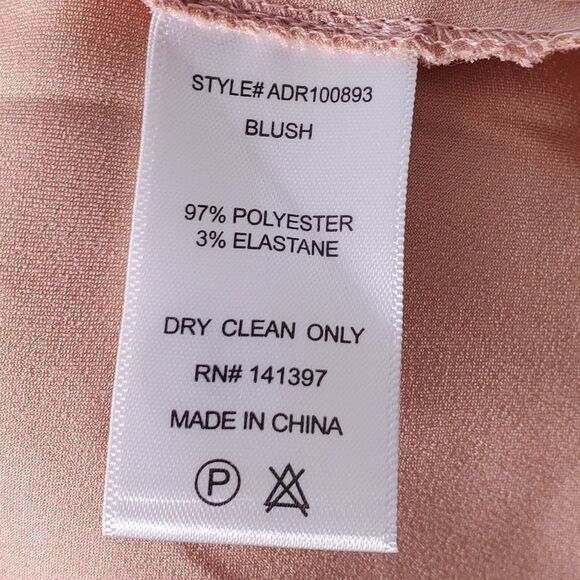 STYLE# ADR100893
BLUSH
97% POLYESTER
3% ELASTANE
DRY CLEAN ONLY
RN# 141397
MADE IN CHINA
P